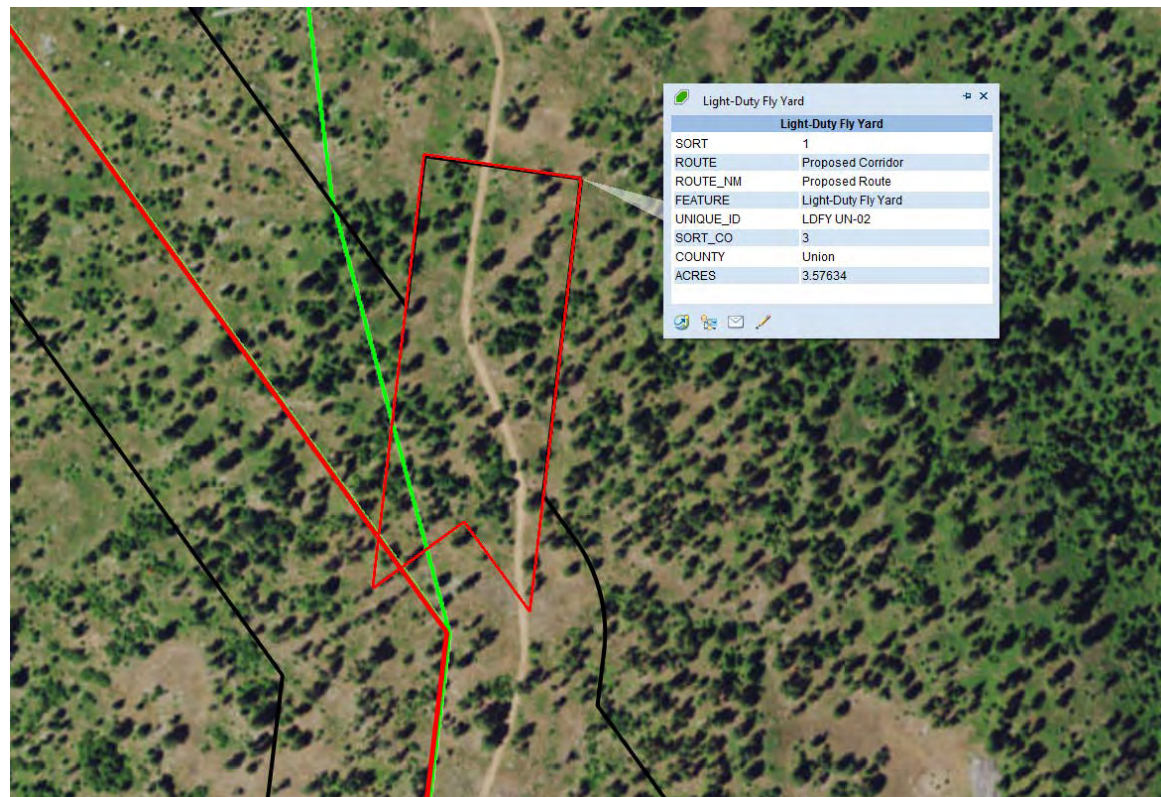 Light-Duty Fly Yard
Light-Duty Fly Yard
SORT 1
ROUTE Proposed Corridor
ROUTE_NM Proposed Route
FEATURE Light-Duty Fly Yard
UNIQUE_ID LDFY UN-02
SORT_CO 3
COUNTY Union
ACRES 3.57634